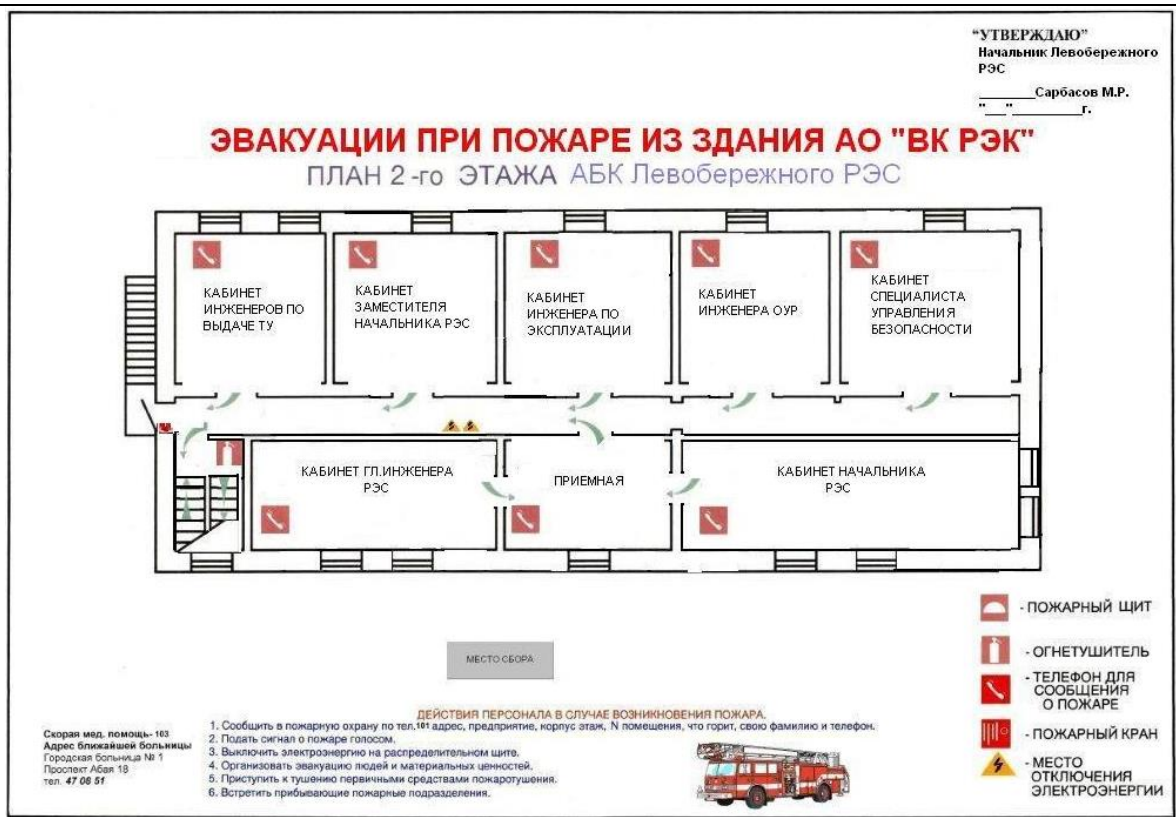 “УТВЕРЖДАЮ”
Начальник Левобережного
РЭС
_______Сарбасов М.Р.
"___"__________г.
ЭВАКУАЦИИ ПРИ ПОЖАРЕ ИЗ ЗДАНИЯ АО "ВК РЭК"
ПЛАН 2-го ЭТАЖА АБК Левобережного РЭС
КАБИНЕТ
ИНЖЕНЕРОВ ПО
ВЫДАЧЕ ТУ
КАБИНЕТ
ЗАМЕСТИТЕЛЯ
НАЧАЛЬНИКА РЭС
КАБИНЕТ
ИНЖЕНЕРА ПО
ЭКСПЛУАТАЦИИ
КАБИНЕТ
ИНЖЕНЕРА ОУР
КАБИНЕТ
СПЕЦИАЛИСТА
УПРАВЛЕНИЯ
БЕЗОПАСНОСТИ
КАБИНЕТ ГЛ.ИНЖЕНЕРА
РЭС
ПРИЕМНАЯ
КАБИНЕТ НАЧАЛЬНИКА
РЭС
МЕСТО СБОРА
- ПОЖАРНЫЙ ЩИТ
- ОГНЕТУШИТЕЛЬ
- ТЕЛЕФОН ДЛЯ
СООБЩЕНИЯ
О ПОЖАРЕ
- ПОЖАРНЫЙ КРАН
- МЕСТО
ОТКЛЮЧЕНИЯ
ЭЛЕКТРОЭНЕРГИИ
ДЕЙСТВИЯ ПЕРСОНАЛА В СЛУЧАЕ ВОЗНИКНОВЕНИЯ ПОЖАРА.
1. Сообщить в пожарную охрану по тел.101 адрес, предприятие, корпус этаж, N помещения, что горит, свою фамилию и телефон.
2. Подать сигнал о пожаре голосом.
3. Выключить электроэнергию на распределительном щите.
4. Организовать эвакуацию людей и материальных ценностей.
5. Приступить к тушению первичными средствами пожаротушения.
6. Встретить прибывающие пожарные подразделения.
Скорая мед. помощь- 103
Адрес ближайшей больницы
Городская больница № 1
Проспект Абая 18
тел. 47 08 51